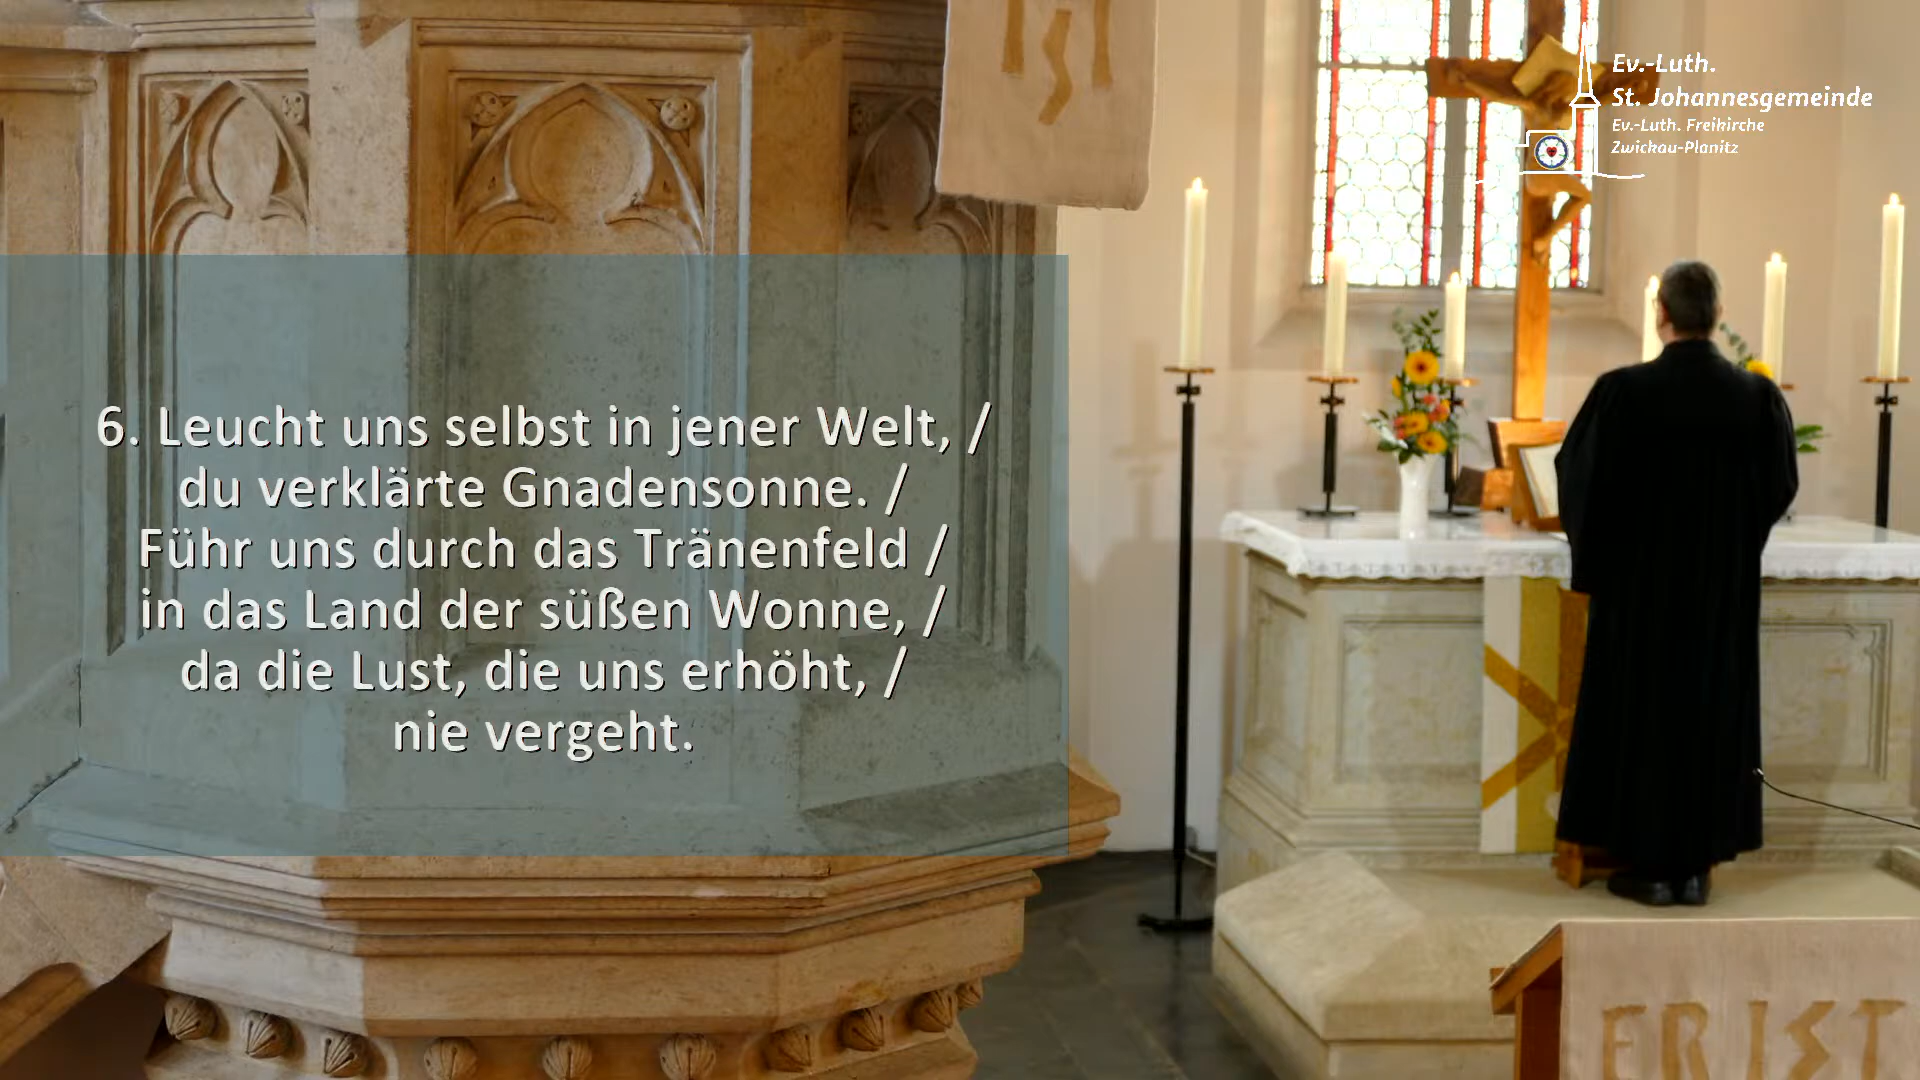 Ev.-Luth.
St. Johannesgemeinde
Ev.-Luth. Freikirche
Zwickau-Planitz
6. Leucht uns selbst in jener Welt, /
du verklärte Gnadensonne. /
Führ uns durch das Tränenfeld /
in das Land der süßen Wonne, /
da die Lust, die uns erhöht, /
nie vergeht.
ER IST